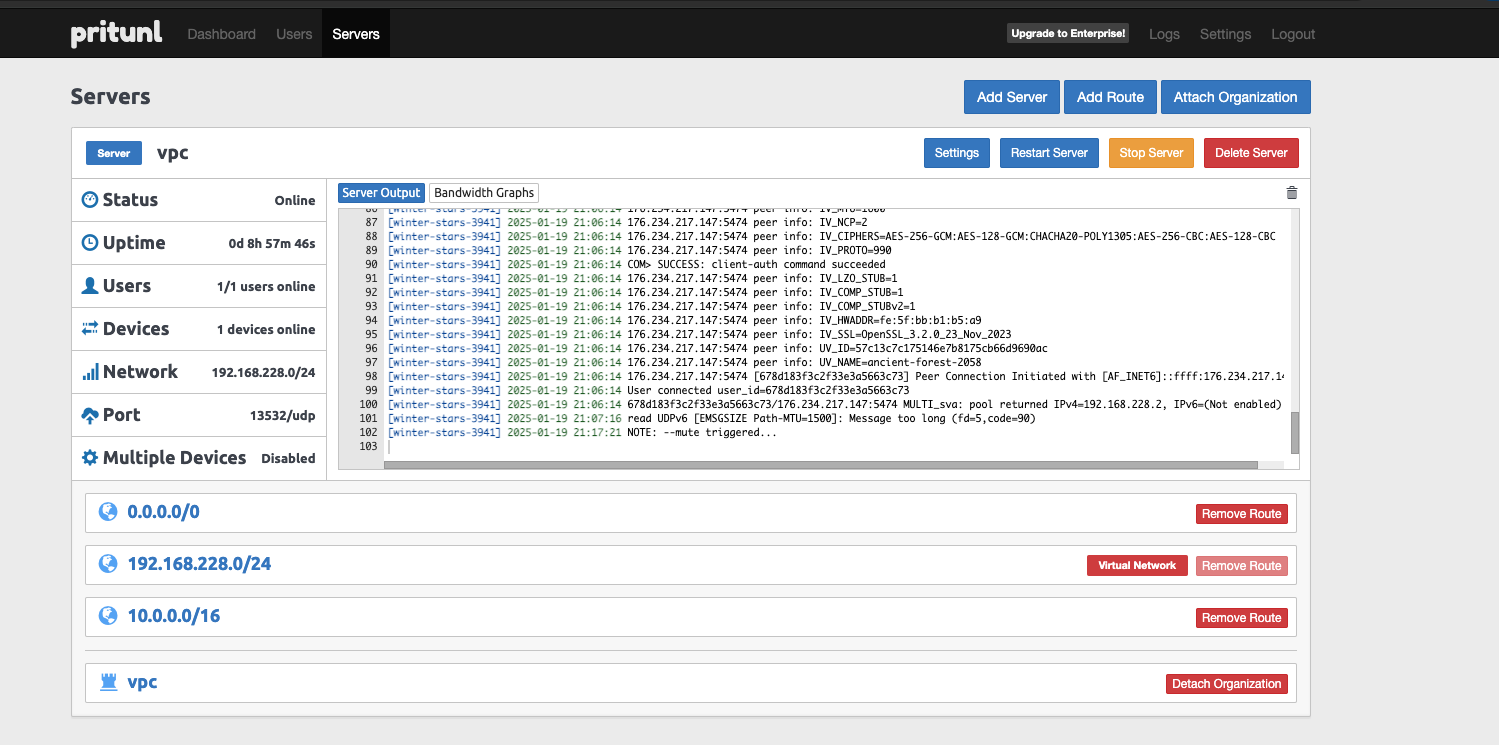 pritunl Dashboard Users Servers Upgrade to Enterprise! Logs Settings Logout
Servers Add Server Add Route Attach Organization
Server vpc Settings Restart Server Stop Server Delete Server
Status Online
Uptime 0d 8h 57m 46s
Users 1/1 users online
Devices 1 devices online
Network 192.168.228.0/24
Port 13532/udp
Multiple Devices Disabled
Server Output Bandwidth Graphs
86 [winter-stars-3941] 2025-01-19 21:06:14 176.234.217.147:5474 peer info: IV_MTU=1600
87 [winter-stars-3941] 2025-01-19 21:06:14 176.234.217.147:5474 peer info: IV_NCP=2
88 [winter-stars-3941] 2025-01-19 21:06:14 176.234.217.147:5474 peer info: IV_CIPHERS=AES-256-GCM:AES-128-GCM:CHACHA20-POLY1305:AES-256-CBC:AES-128-CBC
89 [winter-stars-3941] 2025-01-19 21:06:14 176.234.217.147:5474 peer info: IV_PROTO=990
90 [winter-stars-3941] 2025-01-19 21:06:14 COM> SUCCESS: client-auth command succeeded
91 [winter-stars-3941] 2025-01-19 21:06:14 176.234.217.147:5474 peer info: IV_LZO_STUB=1
92 [winter-stars-3941] 2025-01-19 21:06:14 176.234.217.147:5474 peer info: IV_COMP_STUB=1
93 [winter-stars-3941] 2025-01-19 21:06:14 176.234.217.147:5474 peer info: IV_COMP_STUBv2=1
94 [winter-stars-3941] 2025-01-19 21:06:14 176.234.217.147:5474 peer info: IV_HWADDR=fe:5f:bb:b1:b5:a9
95 [winter-stars-3941] 2025-01-19 21:06:14 176.234.217.147:5474 peer info: IV_SSL=OpenSSL_3.2.0_23_Nov_2023
96 [winter-stars-3941] 2025-01-19 21:06:14 176.234.217.147:5474 peer info: UV_ID=57c13c7c175146e7b8175cb66d9690ac
97 [winter-stars-3941] 2025-01-19 21:06:14 176.234.217.147:5474 peer info: UV_NAME=ancient-forest-2058
98 [winter-stars-3941] 2025-01-19 21:06:14 176.234.217.147:5474 [678d183f3c2f33e3a5663c73] Peer Connection Initiated with [AF_INET6]::ffff:176.234.217.14
99 [winter-stars-3941] 2025-01-19 21:06:14 User connected user_id=678d183f3c2f33e3a5663c73
100 [winter-stars-3941] 2025-01-19 21:06:14 678d183f3c2f33e3a5663c73/176.234.217.147:5474 MULTI_sva: pool returned IPv4=192.168.228.2, IPv6=(Not enabled)
101 [winter-stars-3941] 2025-01-19 21:07:16 read UDPv6 [EMSGSIZE Path-MTU=1500]: Message too long (fd=5,code=90)
102 [winter-stars-3941] 2025-01-19 21:17:21 NOTE: --mute triggered...
103
0.0.0.0/0 Remove Route
192.168.228.0/24 Virtual Network Remove Route
10.0.0.0/16 Remove Route
vpc Detach Organization